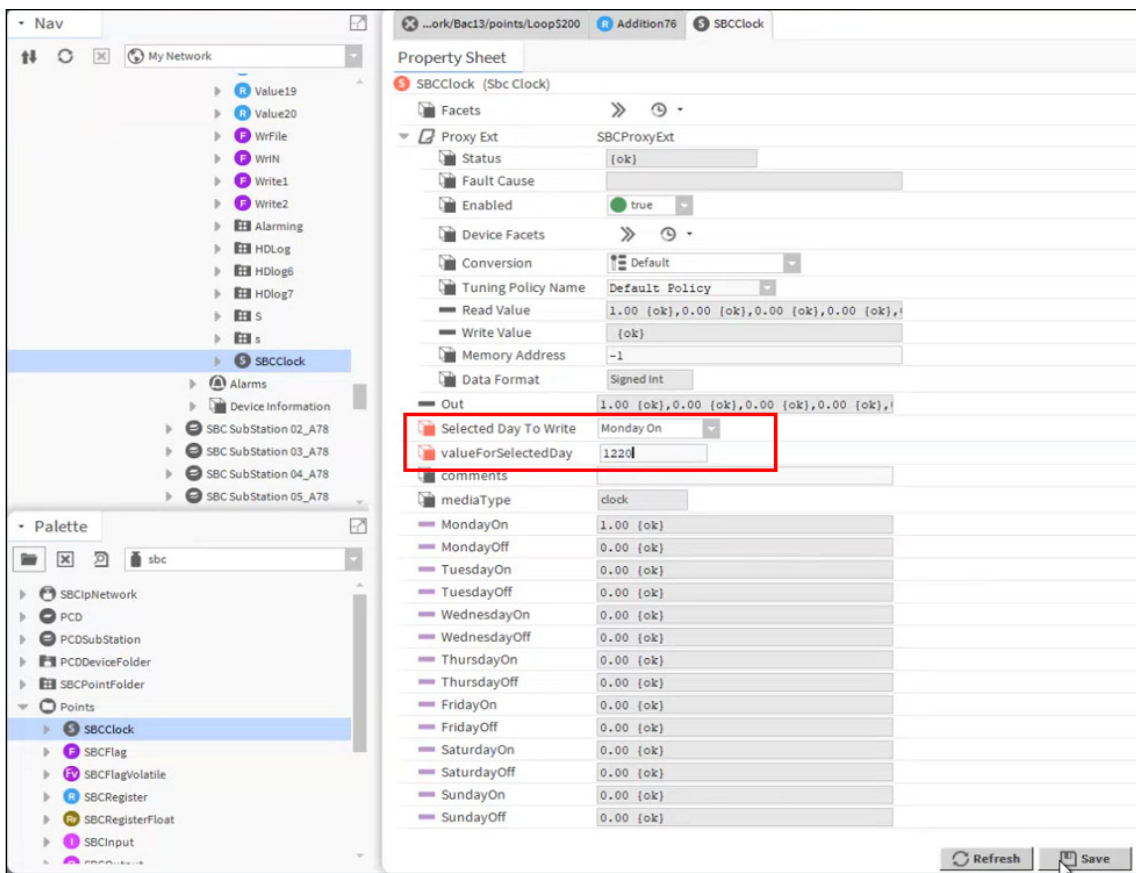 Nav
My Network
Value19
Value20
WrFile
WrIN
Write1
Write2
Alarming
HDLog
HDlog6
HDlog7
S
s
SBCClock
Alarms
Device Information
SBC SubStation 02_A78
SBC SubStation 03_A78
SBC SubStation 04_A78
SBC SubStation 05_A78
Palette
sbc
SBCIpNetwork
PCD
PCDSubStation
PCDDeviceFolder
SBCPointFolder
Points
SBCClock
SBCFlag
SBCFlagVolatile
SBCRegister
SBCRegisterFloat
SBCInput
...ork/Bac13/points/Loop$200 Addition76 SBCClock
Property Sheet
SBCClock (Sbc Clock)
Facets
Proxy Ext SBCProxyExt
Status {ok}
Fault Cause
Enabled true
Device Facets
Conversion Default
Tuning Policy Name Default Policy
Read Value 1.00 {ok},0.00 {ok},0.00 {ok},0.00 {ok},
Write Value {ok}
Memory Address -1
Data Format Signed Int
Out 1.00 {ok},0.00 {ok},0.00 {ok},0.00 {ok},
Selected Day To Write Monday On
valueForSelectedDay 1220
comments
mediaType clock
MondayOn 1.00 {ok}
MondayOff 0.00 {ok}
TuesdayOn 0.00 {ok}
TuesdayOff 0.00 {ok}
WednesdayOn 0.00 {ok}
WednesdayOff 0.00 {ok}
ThursdayOn 0.00 {ok}
ThursdayOff 0.00 {ok}
FridayOn 0.00 {ok}
FridayOff 0.00 {ok}
SaturdayOn 0.00 {ok}
SaturdayOff 0.00 {ok}
SundayOn 0.00 {ok}
SundayOff 0.00 {ok}
Refresh Save